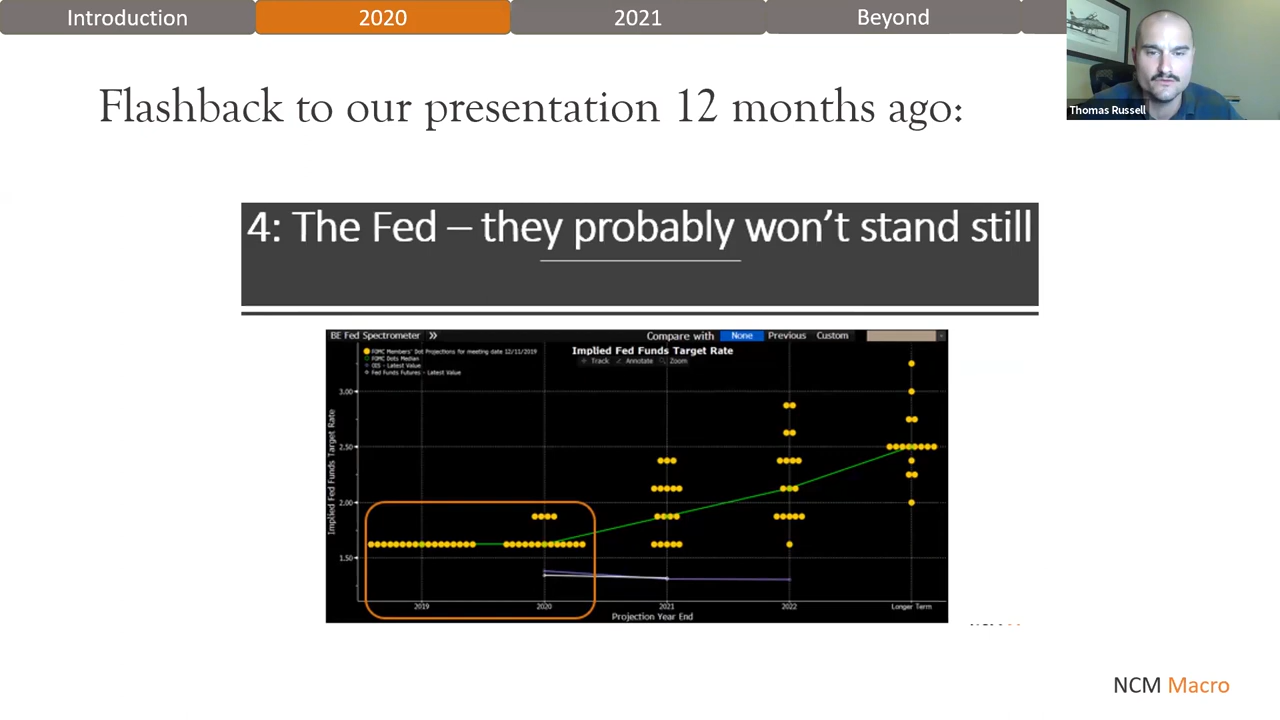 Introduction
2020
2021
Beyond
Thomas Russell
Flashback to our presentation 12 months ago:
4: The Fed – they probably won't stand still
BE Fed Spectrometer »
Compare with None Previous Custom
Implied Fed Funds Target Rate
Track Annotate Zoom
FOMC Members' Dot Projections for meeting date 12/11/2019
FOMC Dots Median
OIS - Latest Value
Fed Funds Futures - Latest Value
Implied Fed Funds Target Rate
3.00
2.50
2.00
1.50
2019
2020
2021
2022
Longer Term
Projection Year End
NCM Macro